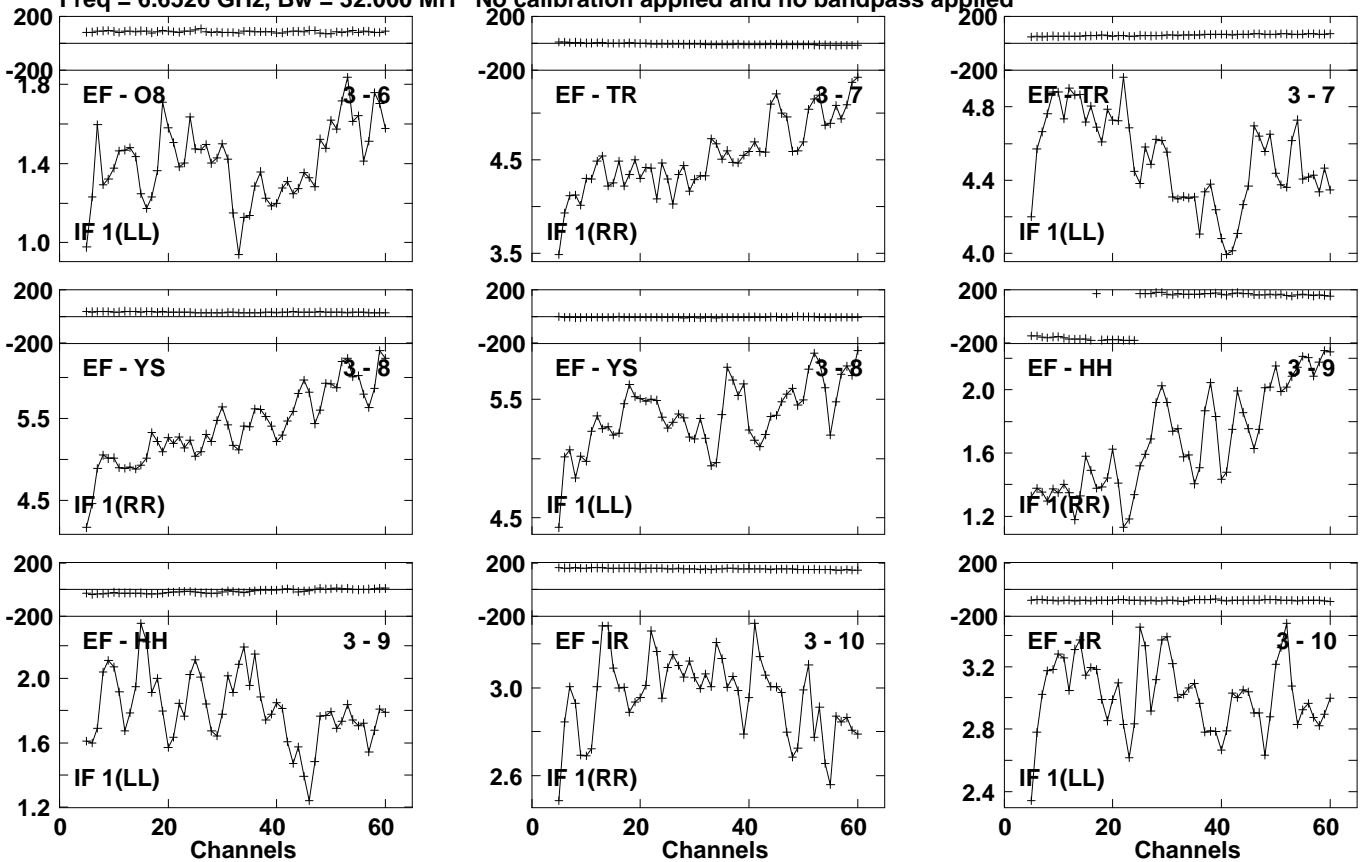 Freq = 6.6526 GHz, Bw = 32.000 MH No calibration applied and no bandpass applied
200
-200
1.8
1.4
1.0
EF - O8
3 - 6
IF 1(LL)
-200
200
4.5
3.5
EF - TR
3 - 7
IF 1(RR)
200
-200
4.8
4.4
4.0
EF - TR
3 - 7
IF 1(LL)
200
-200
5.5
4.5
EF - YS
3 - 8
IF 1(RR)
200
-200
5.5
4.5
EF - YS
3 - 8
IF 1(LL)
200
-200
2.0
1.6
1.2
EF - HH
3 - 9
IF 1(RR)
200
-200
2.0
1.6
1.2
EF - HH
3 - 9
IF 1(LL)
0 20 40 60
Channels
200
-200
3.0
2.6
EF - IR
3 - 10
IF 1(RR)
0 20 40 60
Channels
200
-200
3.2
2.8
2.4
EF - IR
3 - 10
IF 1(LL)
0 20 40 60
Channels